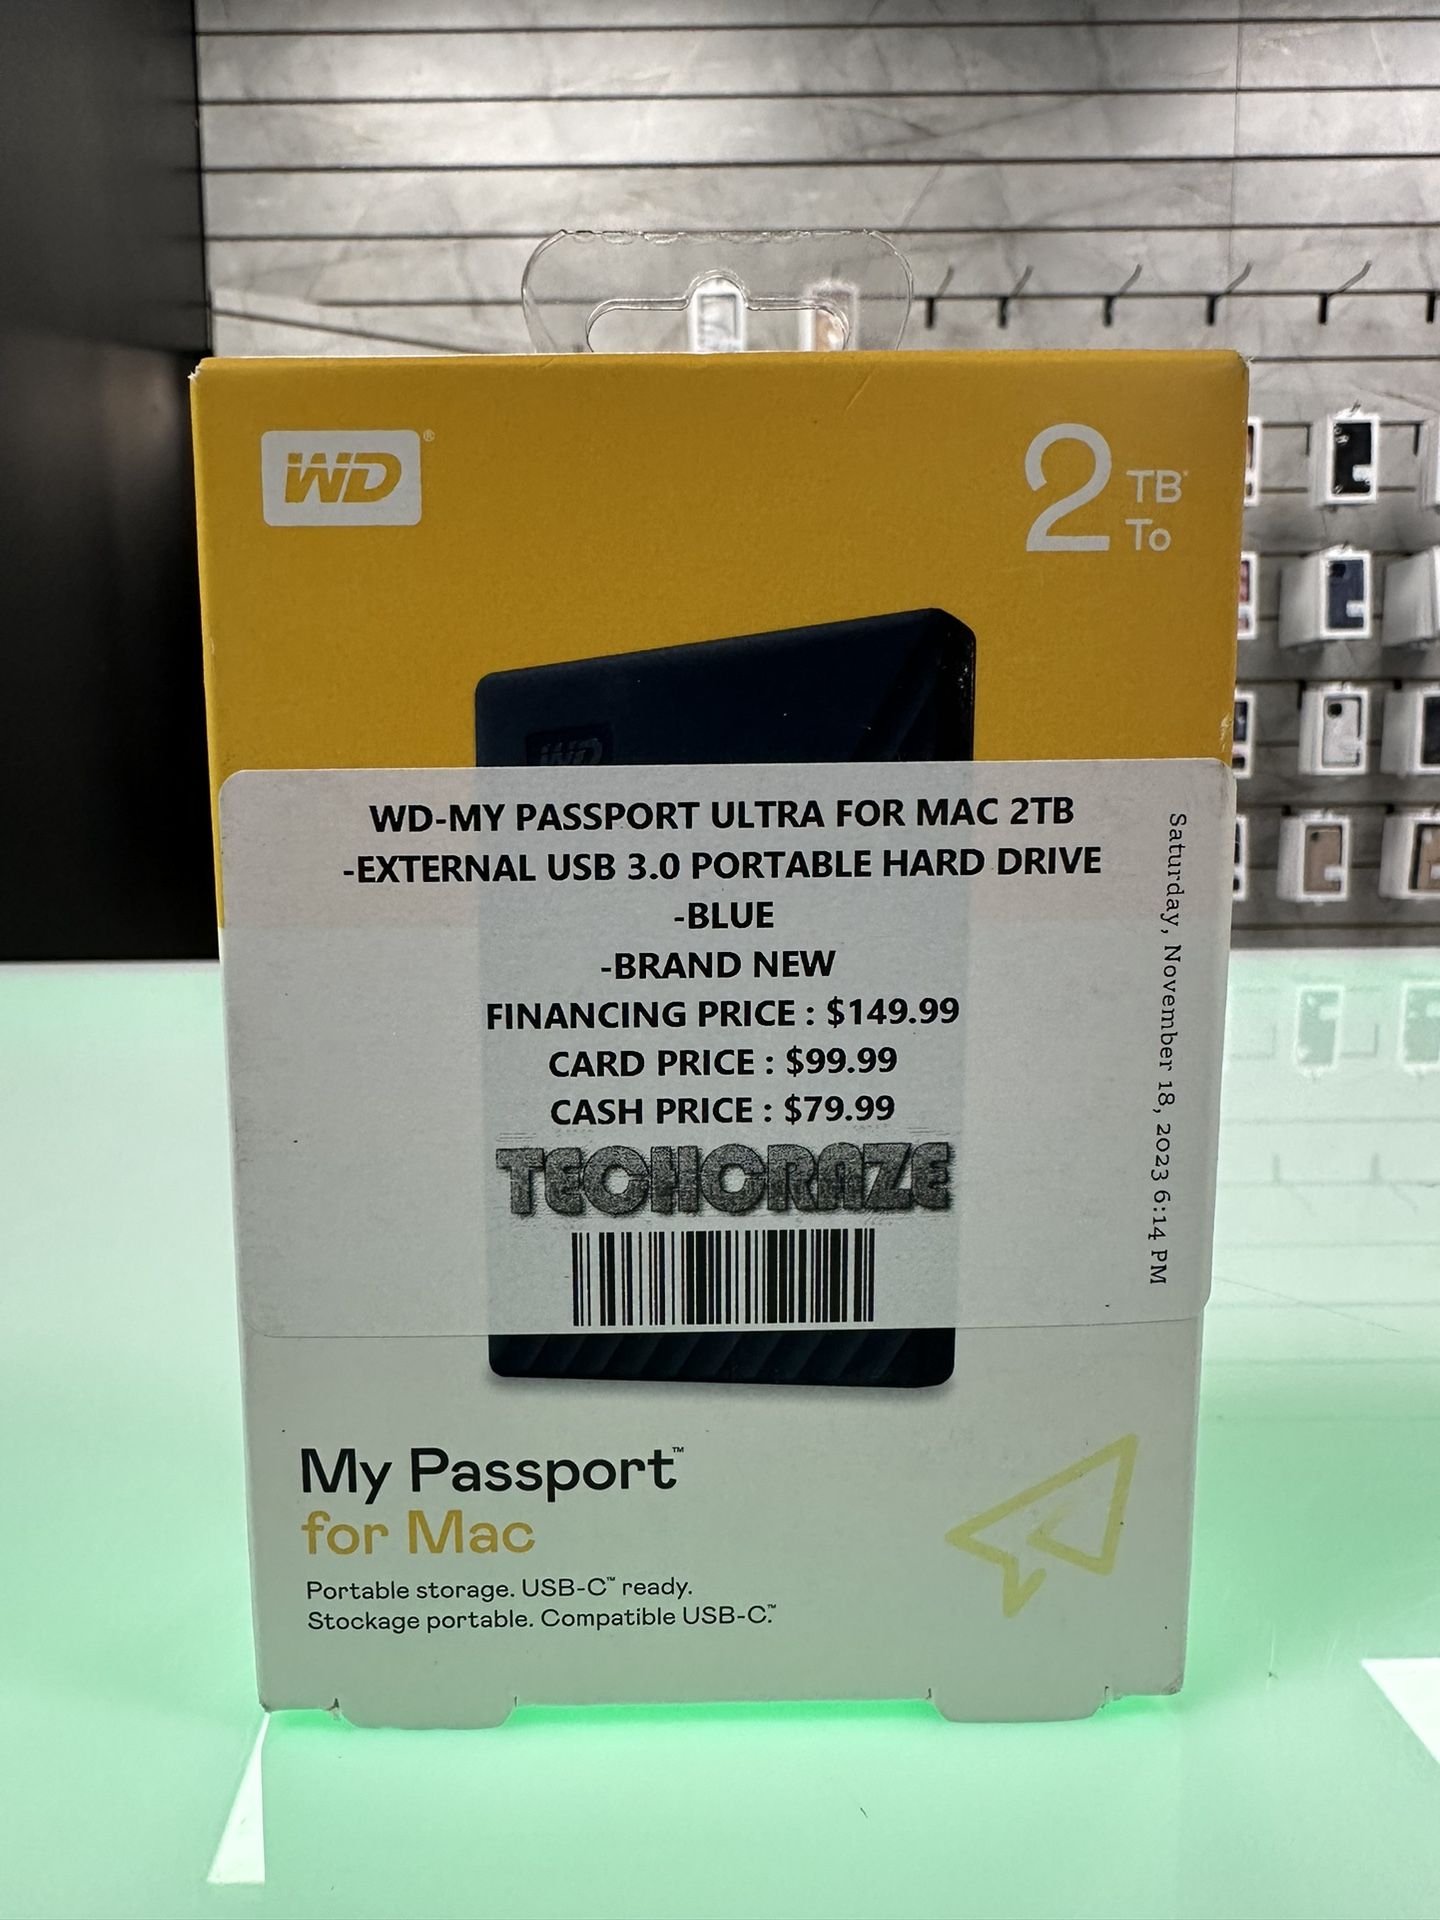 WD®
2 TB*
To
WD
WD-MY PASSPORT ULTRA FOR MAC 2TB
-EXTERNAL USB 3.0 PORTABLE HARD DRIVE
-BLUE
-BRAND NEW
FINANCING PRICE : $149.99
CARD PRICE : $99.99
CASH PRICE : $79.99
TECHCRAZE
Saturday, November 18, 2023 6:14 PM
My Passport™
for Mac
Portable storage. USB-C™ ready.
Stockage portable. Compatible USB-C.™